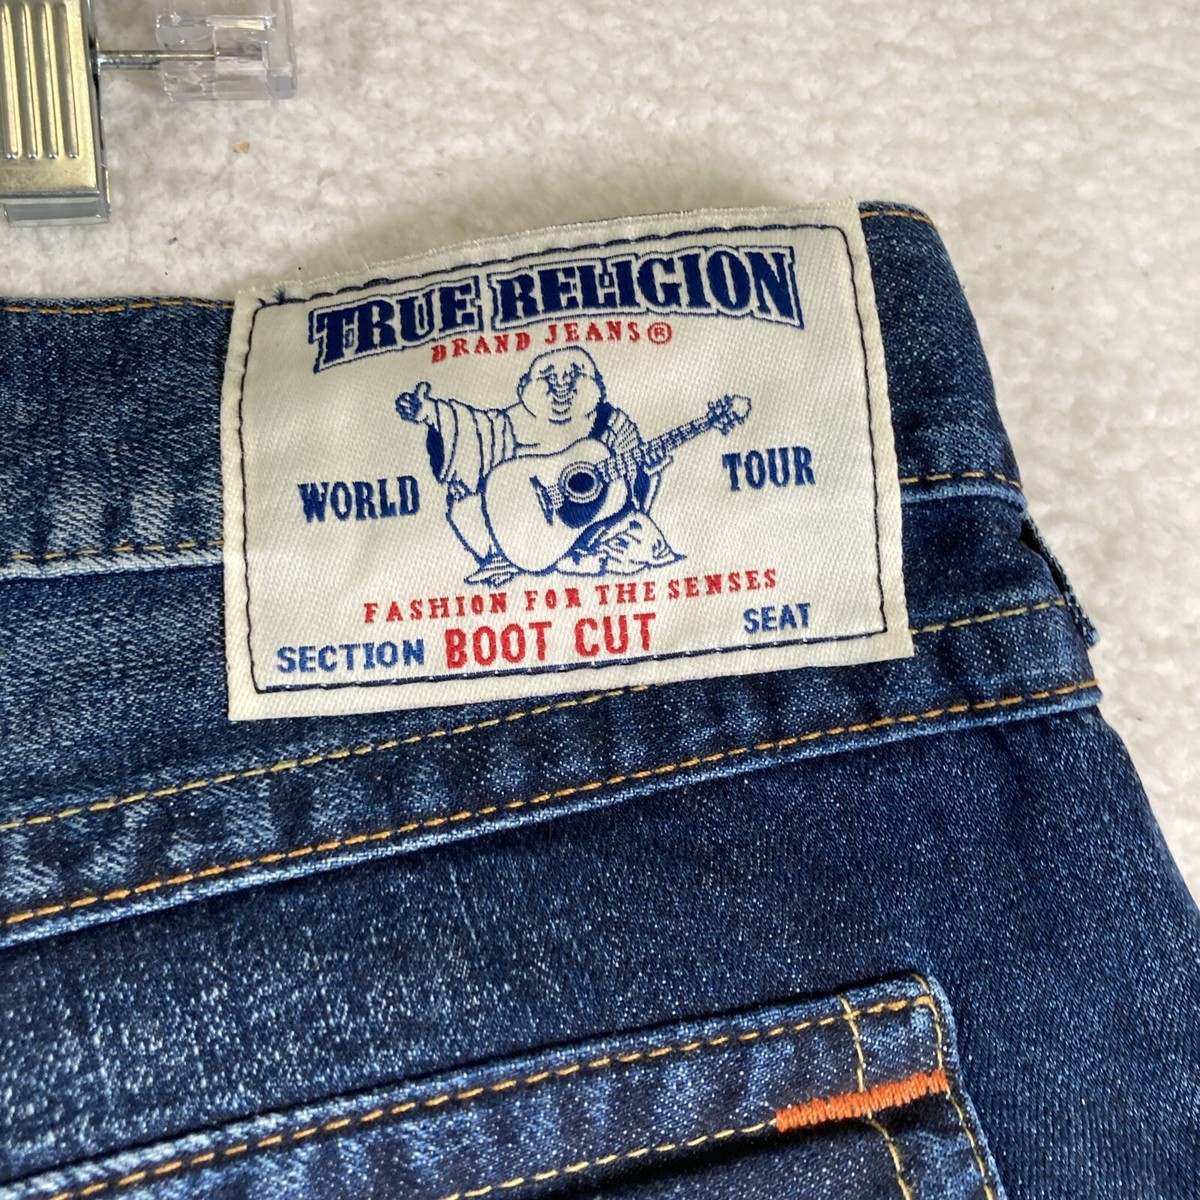 TRUE RELIGION
BRAND JEANS®
WORLD TOUR
FASHION FOR THE SENSES
SECTION BOOT CUT SEAT